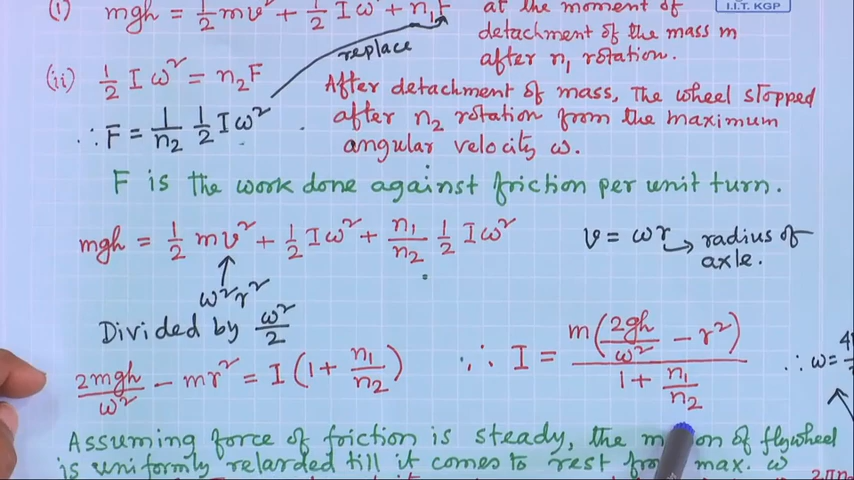 (i) mgh = 1/2 mv² + 1/2 Iω² + n₁F
at the moment of
detachment of the mass m
after n₁ rotation.
I.I.T. KGP
replace
(ii) 1/2 Iω² = n₂F
∴ F = 1/n₂ 1/2 Iω²
After detachment of mass, The wheel stopped
after n₂ rotation from the maximum
angular velocity ω.
F is the work done against friction per unit turn.
mgh = 1/2 mv² + 1/2 Iω² + n₁/n₂ 1/2 Iω²
v = ωr → radius of
axle.
ω²r²
Divided by ω²/2
2mgh/ω² - mr² = I(1 + n₁/n₂)
∴ I = m(2gh/ω² - r²) / (1 + n₁/n₂)
∴ ω =
Assuming force of friction is steady, the of flywheel
is uniformly relarded till it comes to rest max. ω